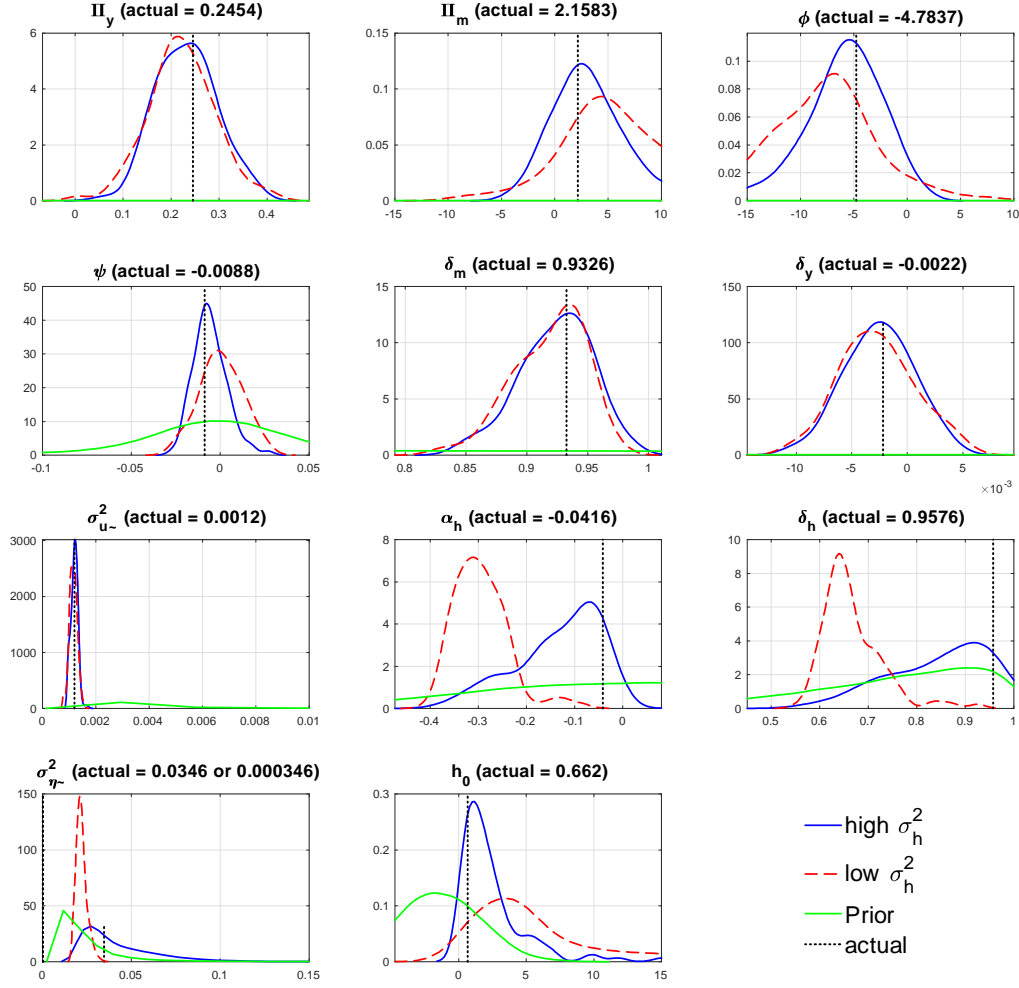 Π_y (actual = 0.2454)
6
4
2
0
0 0.1 0.2 0.3 0.4
Π_m (actual = 2.1583)
0.15
0.1
0.05
0
-15 -10 -5 0 5 10
ϕ (actual = -4.7837)
0.1
0.08
0.06
0.04
0.02
0
-15 -10 -5 0 5 10
ψ (actual = -0.0088)
50
40
30
20
10
0
-0.1 -0.05 0 0.05
δ_m (actual = 0.9326)
15
10
5
0
0.8 0.85 0.9 0.95 1
δ_y (actual = -0.0022)
150
100
50
0
-10 -5 0 5
×10^-3
σ^2_u~ (actual = 0.0012)
3000
2000
1000
0
0 0.002 0.004 0.006 0.008 0.01
α_h (actual = -0.0416)
8
6
4
2
0
-0.4 -0.3 -0.2 -0.1 0
δ_h (actual = 0.9576)
10
8
6
4
2
0
0.5 0.6 0.7 0.8 0.9 1
σ^2_η~ (actual = 0.0346 or 0.000346)
150
100
50
0
0 0.05 0.1 0.15
h_0 (actual = 0.662)
0.3
0.2
0.1
0
-5 0 5 10 15
high σ^2_h
low σ^2_h
Prior
actual